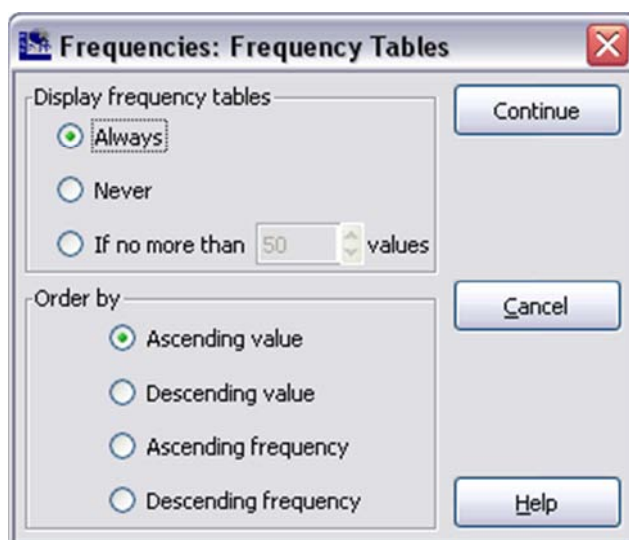 Frequencies: Frequency Tables
Display frequency tables
Always
Never
If no more than 50 values
Order by
Ascending value
Descending value
Ascending frequency
Descending frequency
Continue
Cancel
Help